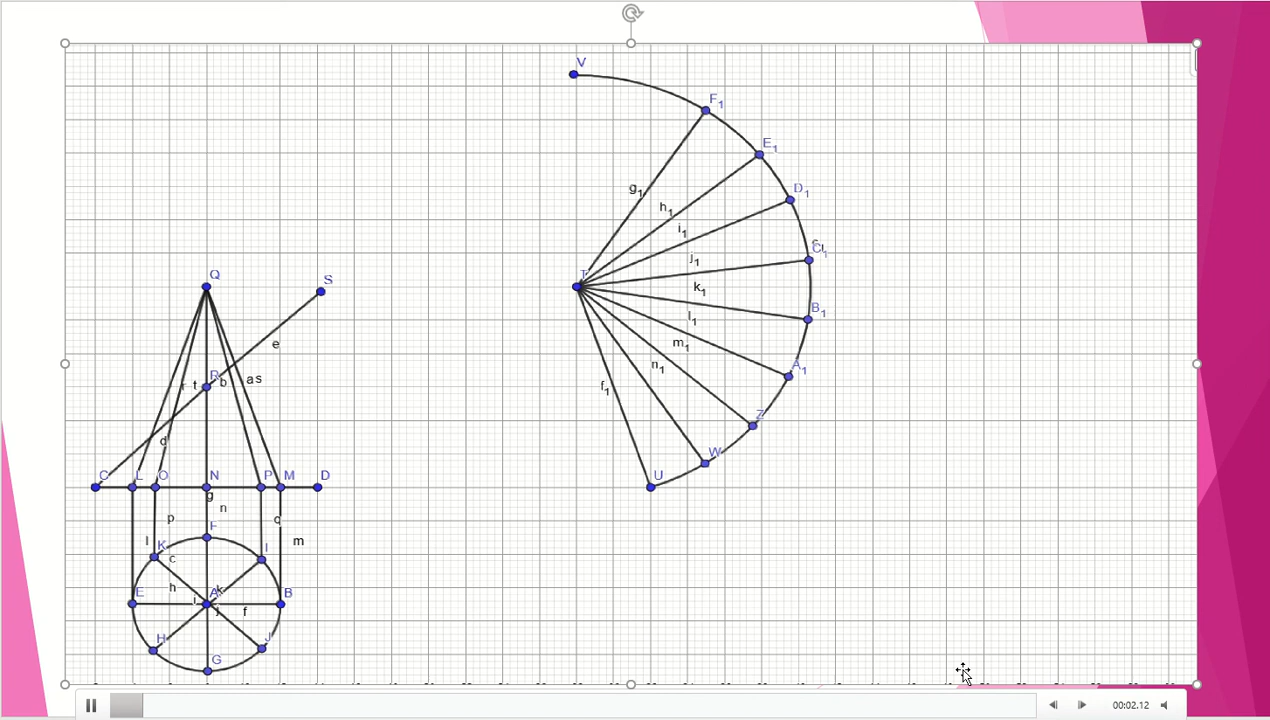 V
F1
E1
g1
D1
h1
i1
C1
j1
Q
S
T
k1
B1
l1
e
m1
A1
n1
R
r t b a s
f1
Z
d
W
C L O N P M D
U
g
n
p
F
l
K
I
m
c
h
k
E
A
B
i
j
f
H
J
G
00:02.12